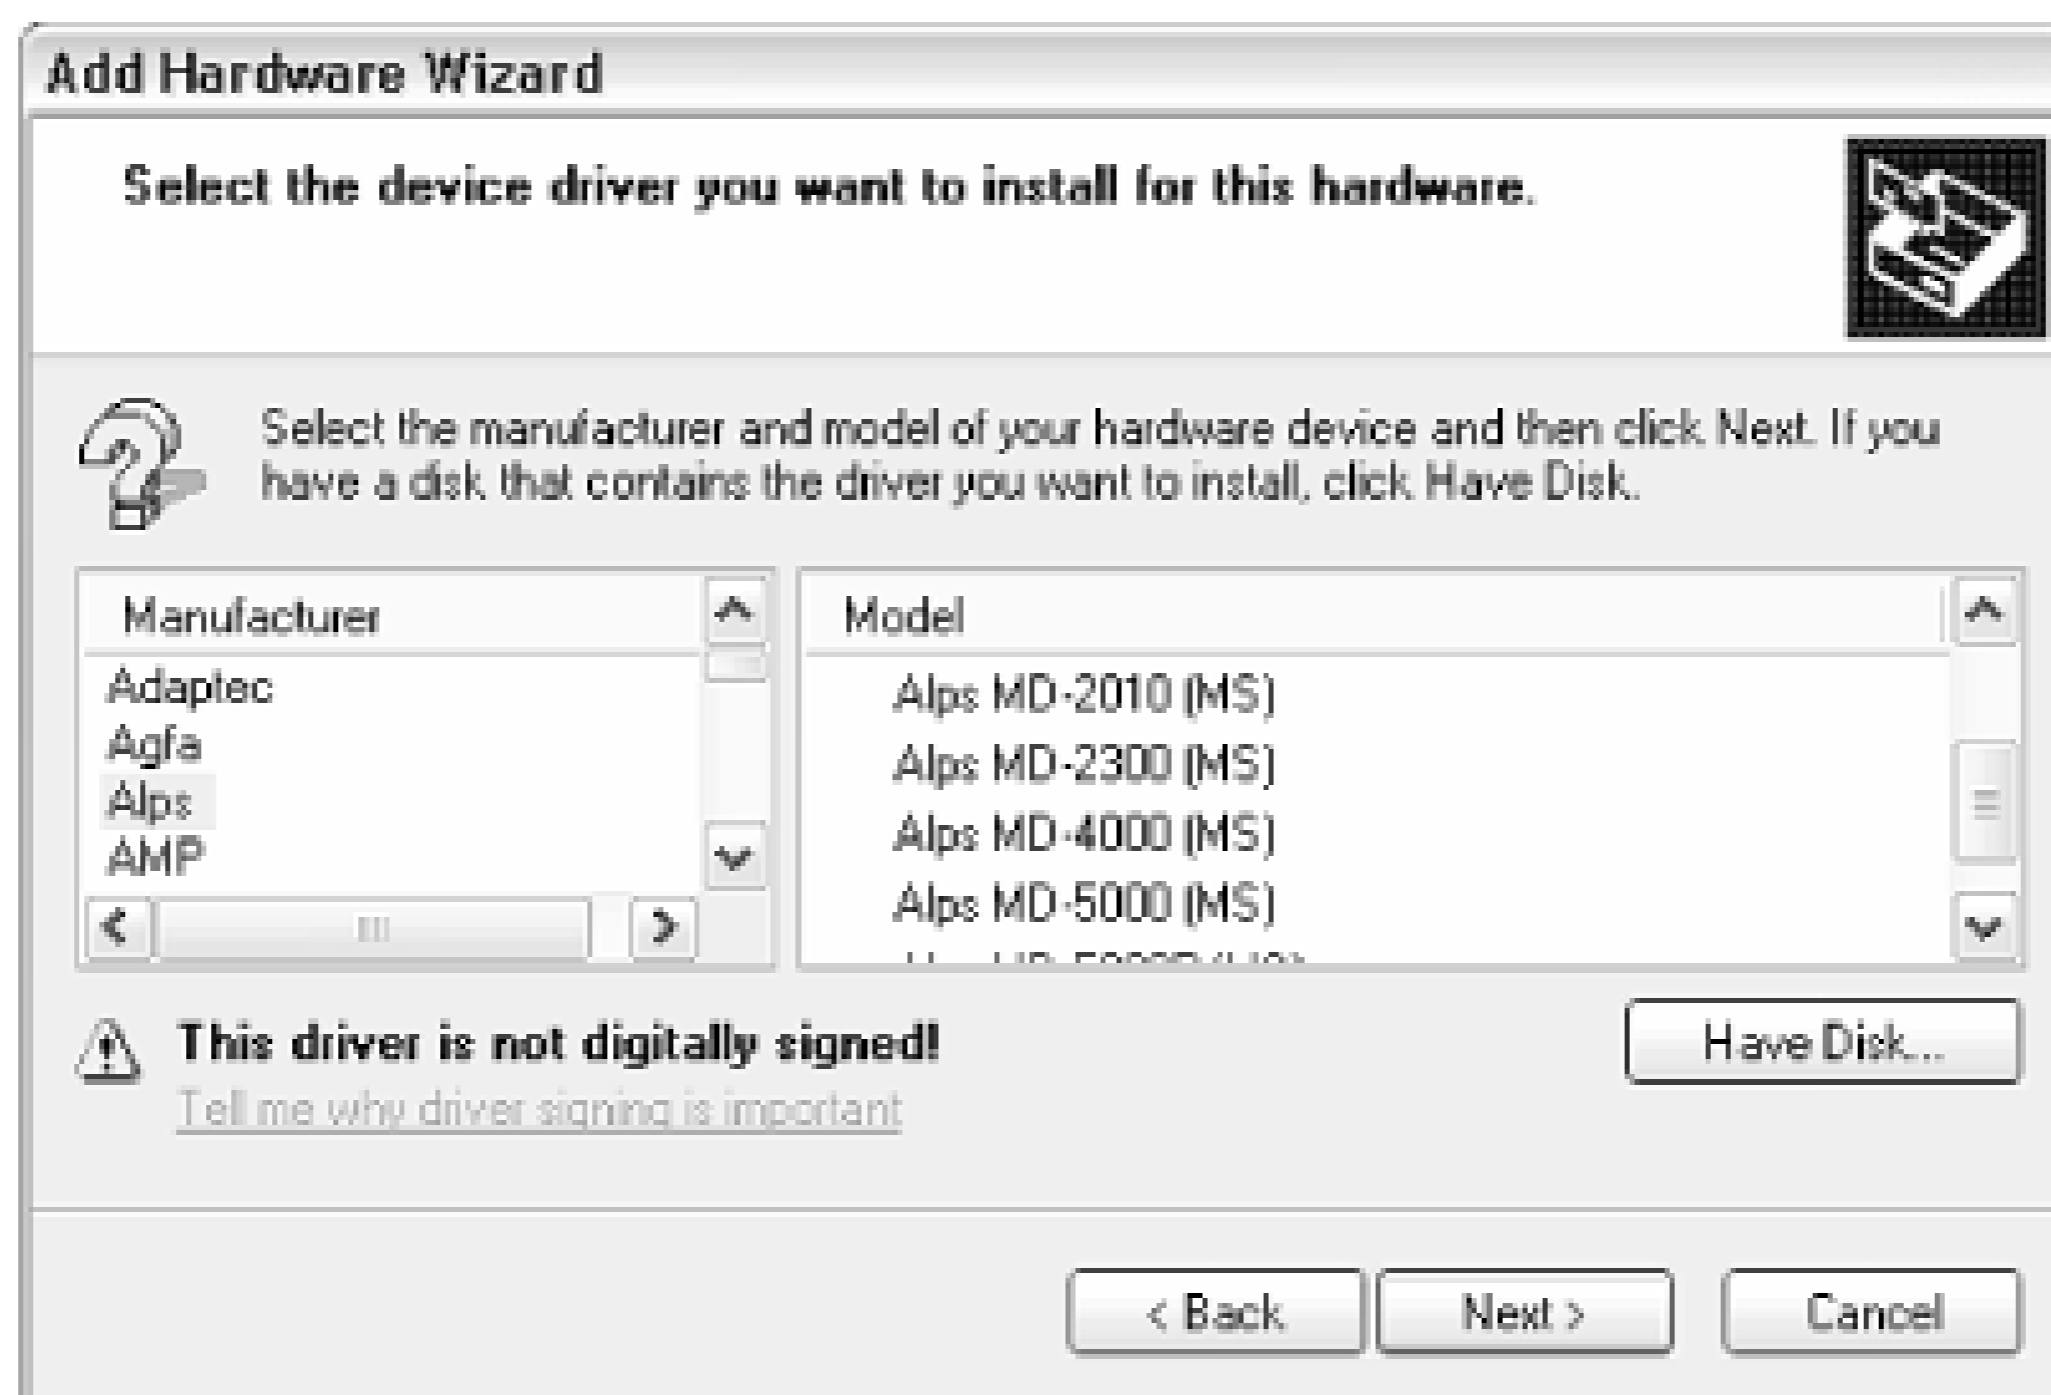 Add Hardware Wizard
Select the device driver you want to install for this hardware.
Select the manufacturer and model of your hardware device and then click Next. If you
have a disk that contains the driver you want to install, click Have Disk.
Manufacturer
Adaptec
Agfa
Alps
AMP
Model
Alps MD-2010 (MS)
Alps MD-2300 (MS)
Alps MD-4000 (MS)
Alps MD-5000 (MS)
This driver is not digitally signed!
Tell me why driver signing is important
Have Disk...
< Back
Next >
Cancel